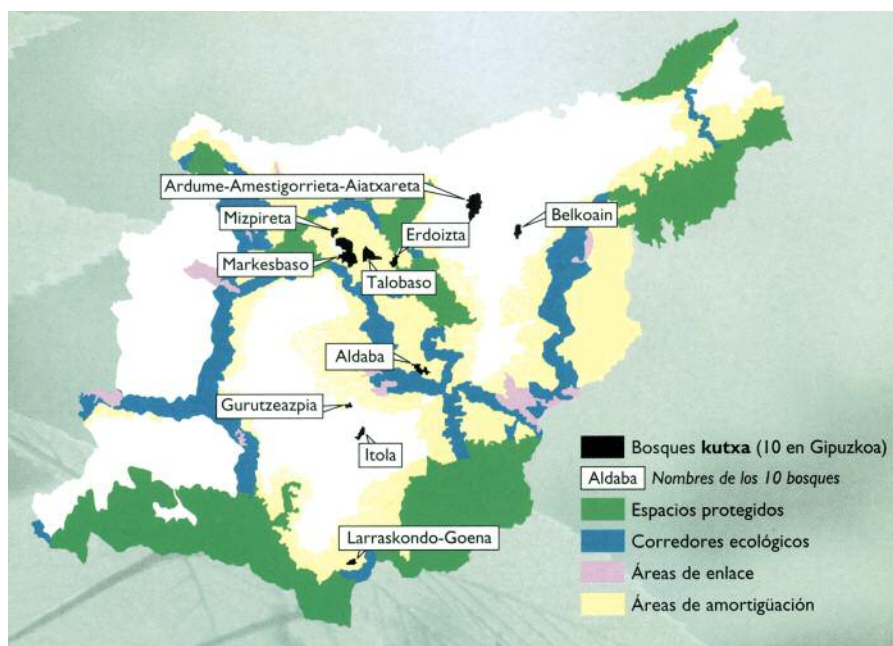 Ardume-Amestigorrieta-Aiatxareta
Mizpireta
Belkoain
Erdoizta
Markesbaso
Talobaso
Aldaba
Gurutzeazpia
Itola
Larraskondo-Goena
Bosques kutxa (10 en Gipuzkoa)
Aldaba Nombres de los 10 bosques
Espacios protegidos
Corredores ecológicos
Áreas de enlace
Áreas de amortigüación